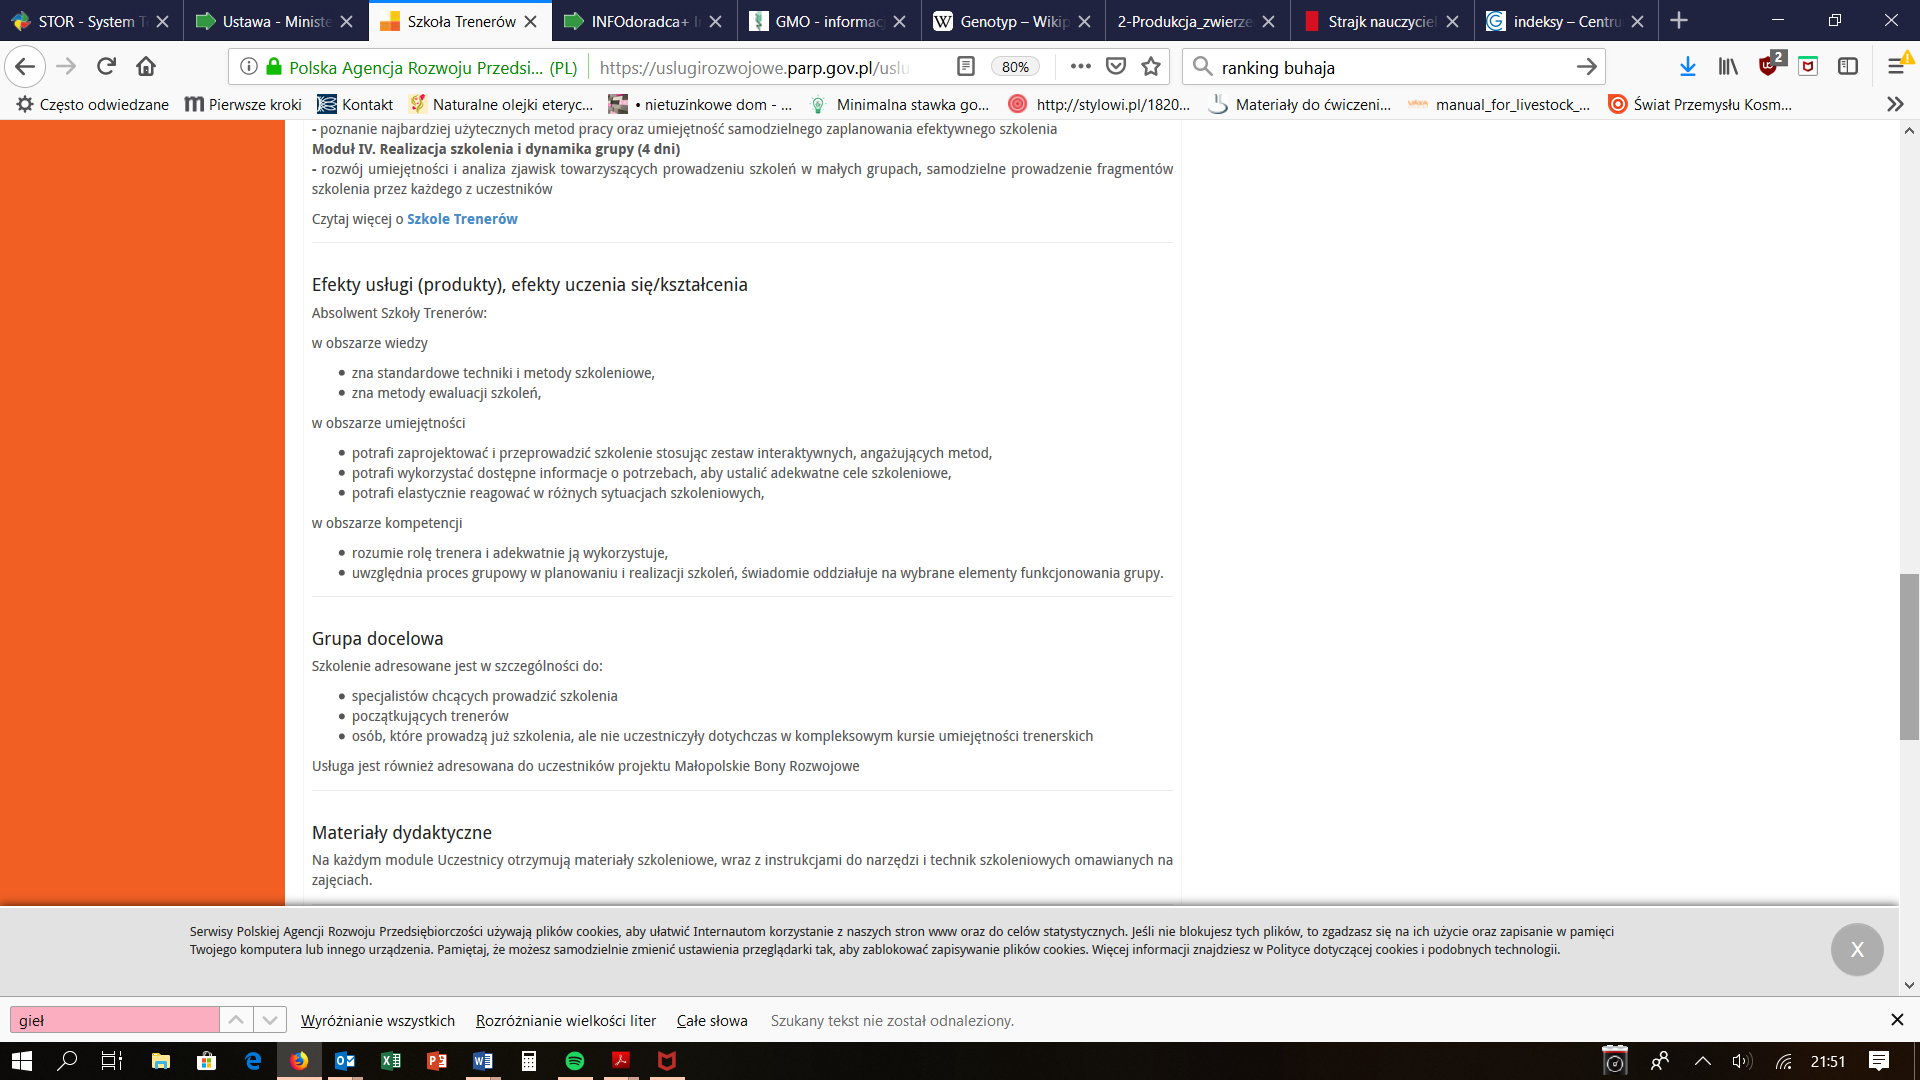 STOR - System T
Ustawa - Ministe
Szkoła Trenerów
INFOdoradca+ I
GMO - informac
Genotyp – Wikip
2-Produkcja_zwierze
Strajk nauczyciel
indeksy – Centru
Polska Agencja Rozwoju Przedsi... (PL)
https://uslugirozwojowe.parp.gov.pl/uslu
80%
ranking buhaja
2
Często odwiedzane
Pierwsze kroki
Kontakt
Naturalne olejki eteryc...
• nietuzinkowe dom - ...
Minimalna stawka go...
http://stylowi.pl/1820...
Materiały do ćwiczeni...
manual_for_livestock_...
Świat Przemysłu Kosm...
- poznanie najbardziej użytecznych metod pracy oraz umiejętność samodzielnego zaplanowania efektywnego szkolenia
Moduł IV. Realizacja szkolenia i dynamika grupy (4 dni)
- rozwój umiejętności i analiza zjawisk towarzyszących prowadzeniu szkoleń w małych grupach, samodzielne prowadzenie fragmentów
szkolenia przez każdego z uczestników
Czytaj więcej o Szkole Trenerów
Efekty usługi (produkty), efekty uczenia się/kształcenia
Absolwent Szkoły Trenerów:
w obszarze wiedzy
• zna standardowe techniki i metody szkoleniowe,
• zna metody ewaluacji szkoleń,
w obszarze umiejętności
• potrafi zaprojektować i przeprowadzić szkolenie stosując zestaw interaktywnych, angażujących metod,
• potrafi wykorzystać dostępne informacje o potrzebach, aby ustalić adekwatne cele szkoleniowe,
• potrafi elastycznie reagować w różnych sytuacjach szkoleniowych,
w obszarze kompetencji
• rozumie rolę trenera i adekwatnie ją wykorzystuje,
• uwzględnia proces grupowy w planowaniu i realizacji szkoleń, świadomie oddziałuje na wybrane elementy funkcjonowania grupy.
Grupa docelowa
Szkolenie adresowane jest w szczególności do:
• specjalistów chcących prowadzić szkolenia
• początkujących trenerów
• osób, które prowadzą już szkolenia, ale nie uczestniczyły dotychczas w kompleksowym kursie umiejętności trenerskich
Usługa jest również adresowana do uczestników projektu Małopolskie Bony Rozwojowe
Materiały dydaktyczne
Na każdym module Uczestnicy otrzymują materiały szkoleniowe, wraz z instrukcjami do narzędzi i technik szkoleniowych omawianych na
zajęciach.
Serwisy Polskiej Agencji Rozwoju Przedsiębiorczości używają plików cookies, aby ułatwić Internautom korzystanie z naszych stron www oraz do celów statystycznych. Jeśli nie blokujesz tych plików, to zgadzasz się na ich użycie oraz zapisanie w pamięci
Twojego komputera lub innego urządzenia. Pamiętaj, że możesz samodzielnie zmienić ustawienia przeglądarki tak, aby zablokować zapisywanie plików cookies. Więcej informacji znajdziesz w Polityce dotyczącej cookies i podobnych technologii.
X
gieł
Wyróżnianie wszystkich
Rozróżnianie wielkości liter
Całe słowa
Szukany tekst nie został odnaleziony.
21:51